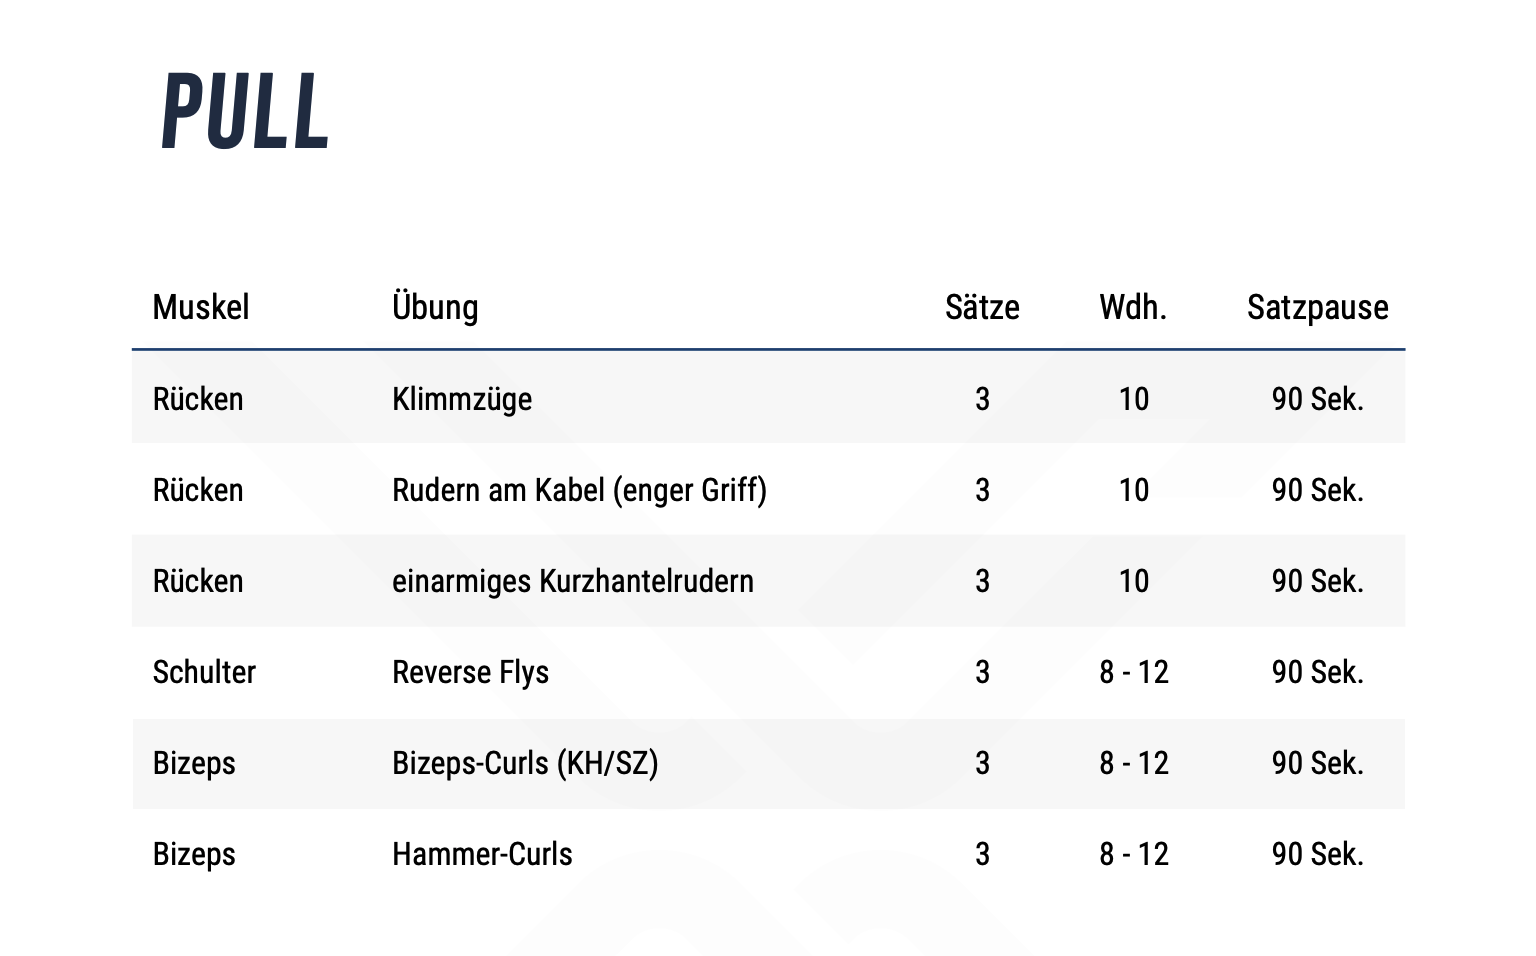 PULL
Muskel Übung Sätze Wdh. Satzpause
Rücken Klimmzüge 3 10 90 Sek.
Rücken Rudern am Kabel (enger Griff) 3 10 90 Sek.
Rücken einarmiges Kurzhantelrudern 3 10 90 Sek.
Schulter Reverse Flys 3 8 - 12 90 Sek.
Bizeps Bizeps-Curls (KH/SZ) 3 8 - 12 90 Sek.
Bizeps Hammer-Curls 3 8 - 12 90 Sek.